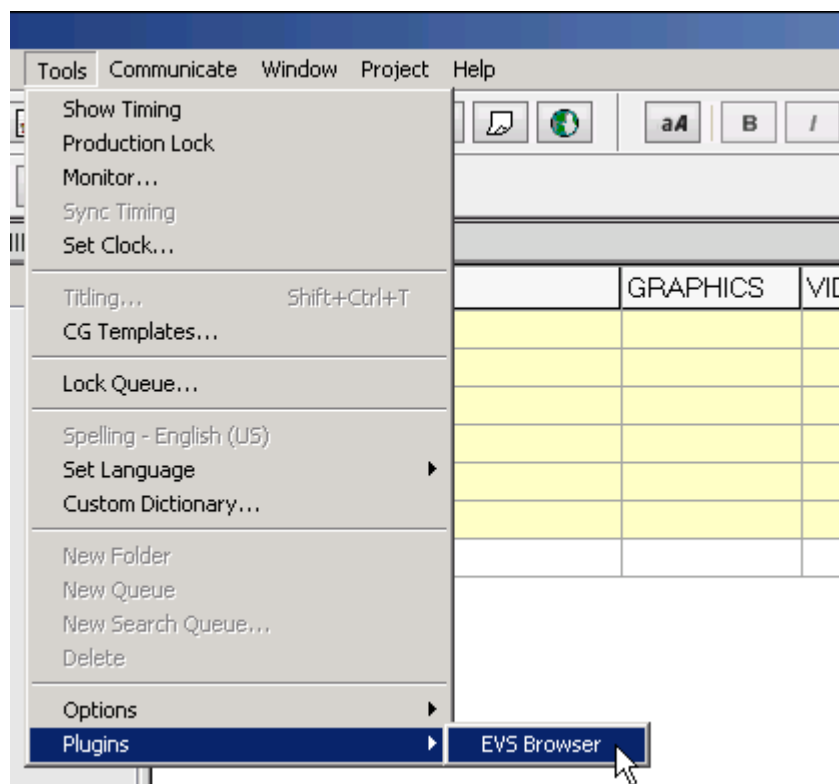 Tools Communicate Window Project Help
aA B I
Show Timing
Production Lock
Monitor...
Sync Timing
Set Clock...
GRAPHICS
Titling... Shift+Ctrl+T
CG Templates...
Lock Queue...
Spelling - English (US)
Set Language
Custom Dictionary...
New Folder
New Queue
New Search Queue...
Delete
Options
Plugins EVS Browser